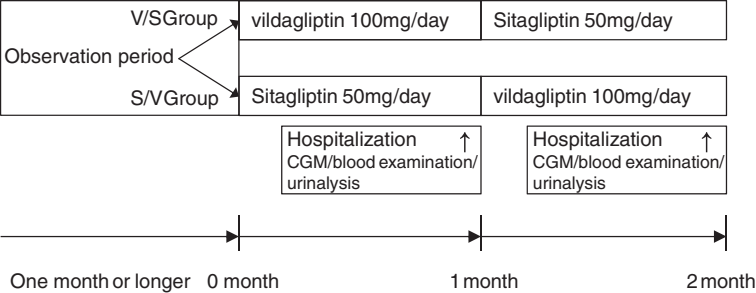 V/SGroup
vildagliptin 100mg/day
Sitagliptin 50mg/day
Observation period
S/VGroup
Sitagliptin 50mg/day
vildagliptin 100mg/day
Hospitalization ↑
CGM/blood examination/
urinalysis
Hospitalization ↑
CGM/blood examination/
urinalysis
One month or longer
0 month
1 month
2 month